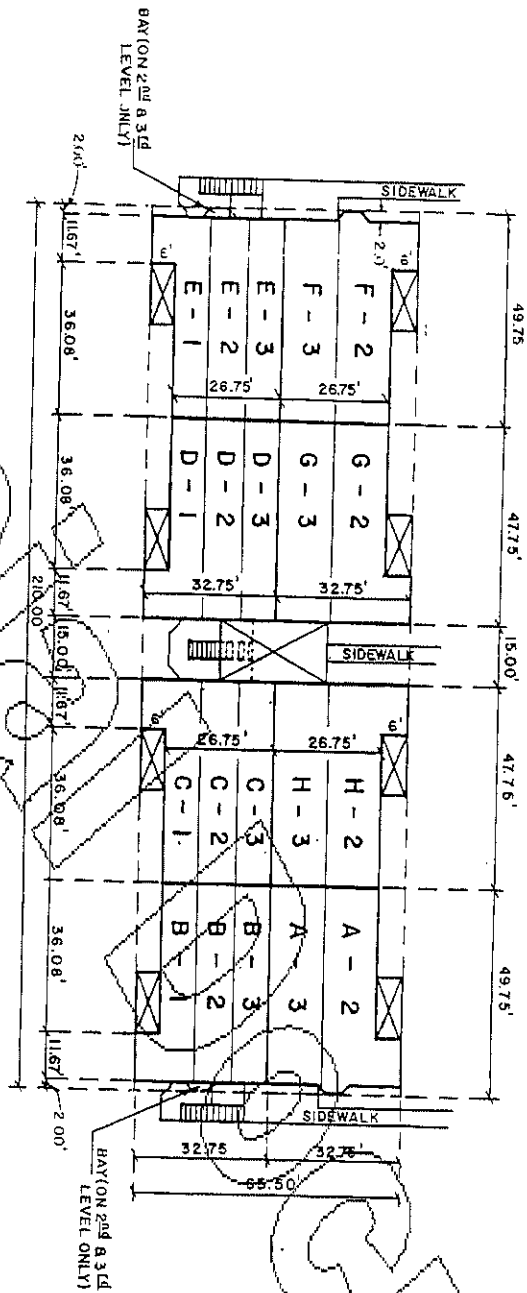 BAY(ON 2nd & 3rd
LEVEL ONLY)
SIDEWALK
49.75
47.75'
15.00'
47.75'
49.75'
2.0'
6'
6'
F-2
G-2
H-2
A-2
F-3
G-3
H-3
A-3
E-3
D-3
C-3
B-3
E-2
D-2
C-2
B-2
E-1
D-1
C-1
B-1
26.75'
26.75'
32.75'
32.75'
SIDEWALK
26.75'
26.75'
6'
6'
SIDEWALK
32.75
32.75'
65.50'
2.00'
11.67'
36.08'
36.08'
11.67'
15.00'
11.67'
36.08'
36.08'
11.67'
2.00'
210.00
BAY(ON 2nd & 3rd
LEVEL ONLY)